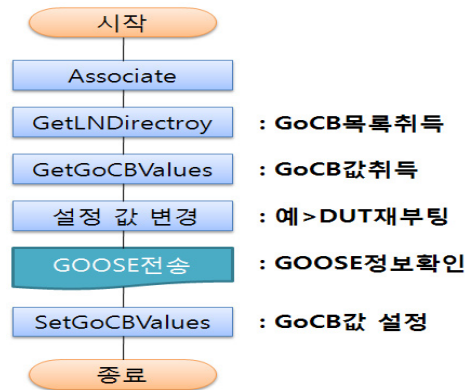 시작
Associate
GetLNDirectroy : GoCB목록취득
GetGoCBValues : GoCB값취득
설정 값 변경 : 예>DUT재부팅
GOOSE전송 : GOOSE정보확인
SetGoCBValues : GoCB값 설정
종료